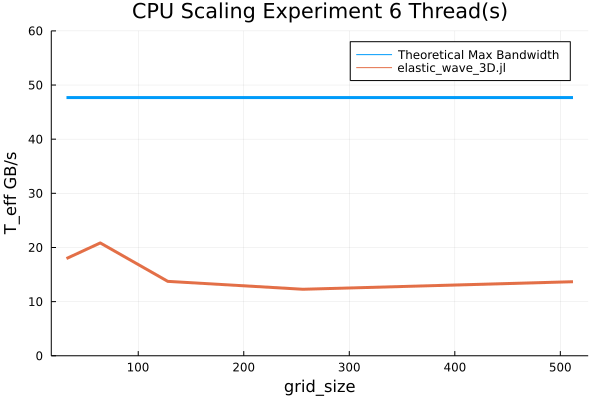 CPU Scaling Experiment 6 Thread(s)
60
50
40
30
20
10
0
T_eff GB/s
Theoretical Max Bandwidth
elastic_wave_3D.jl
100 200 300 400 500
grid_size